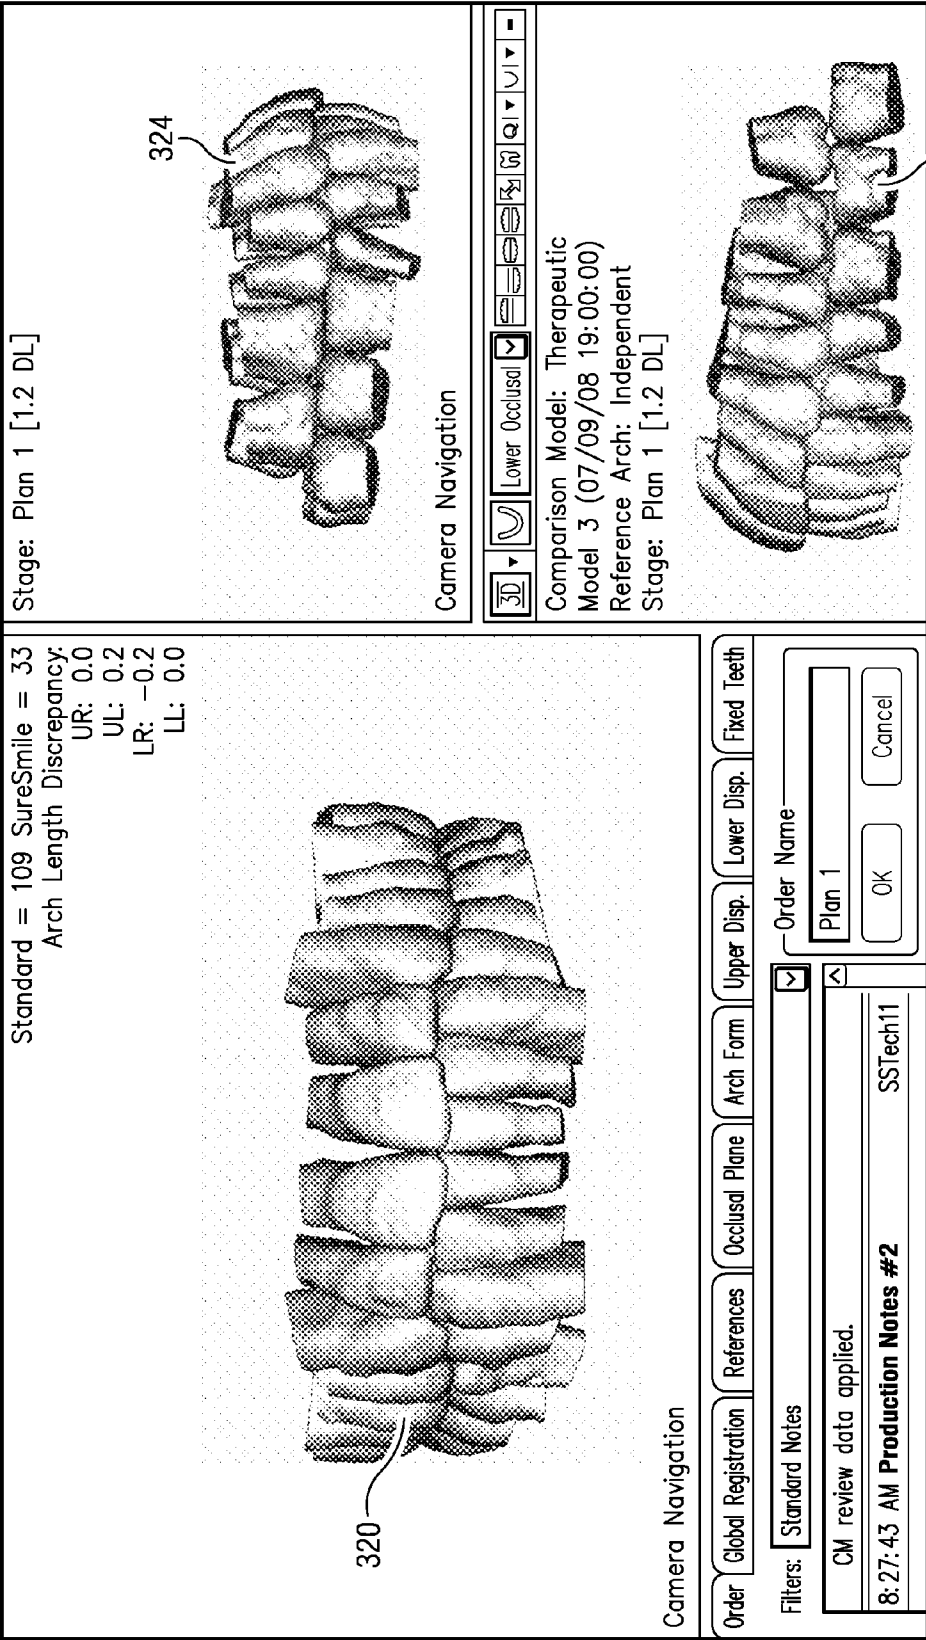 Standard = 109 SureSmile = 33
Arch Length Discrepancy:
UR: 0.0
UL: 0.2
LR: -0.2
LL: 0.0
320
Camera Navigation
Stage: Plan 1 [1.2 DL]
324
Camera Navigation
3D Lower Occlusal
Comparison Model: Therapeutic
Model 3 (07/09/08 19:00:00)
Reference Arch: Independent
Stage: Plan 1 [1.2 DL]
Order Global Registration References Occlusal Plane Arch Form Upper Disp. Lower Disp. Fixed Teeth
Filters: Standard Notes
CM review data applied.
8:27:43 AM Production Notes #2 SSTech11
Order Name
Plan 1
OK Cancel